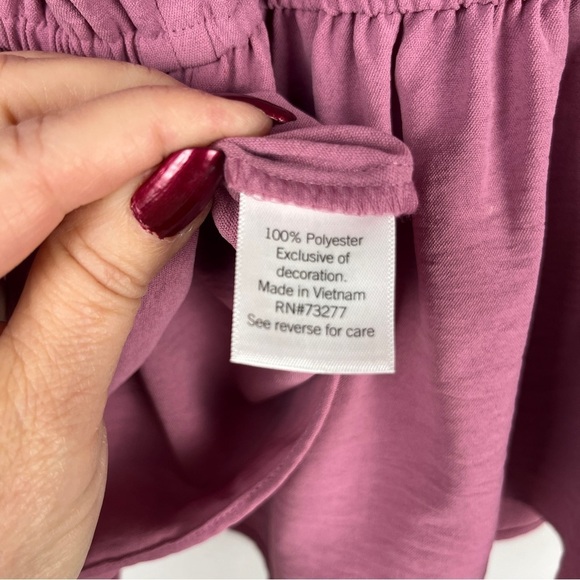 100% Polyester
Exclusive of
decoration.
Made in Vietnam
RN#73277
See reverse for care